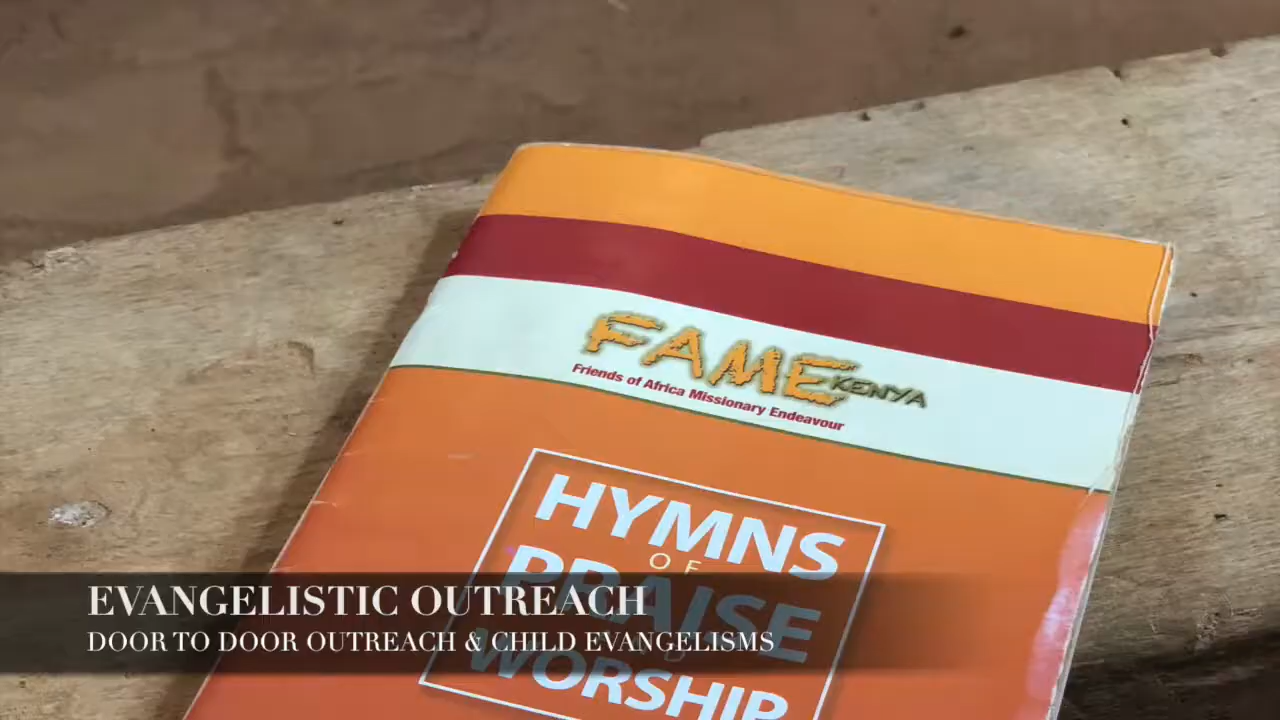 FAME KENYA
Friends of Africa Missionary Endeavour
HYMNS
OF
PRAISE
WORSHIP
EVANGELISTIC OUTREACH
DOOR TO DOOR OUTREACH & CHILD EVANGELISMS